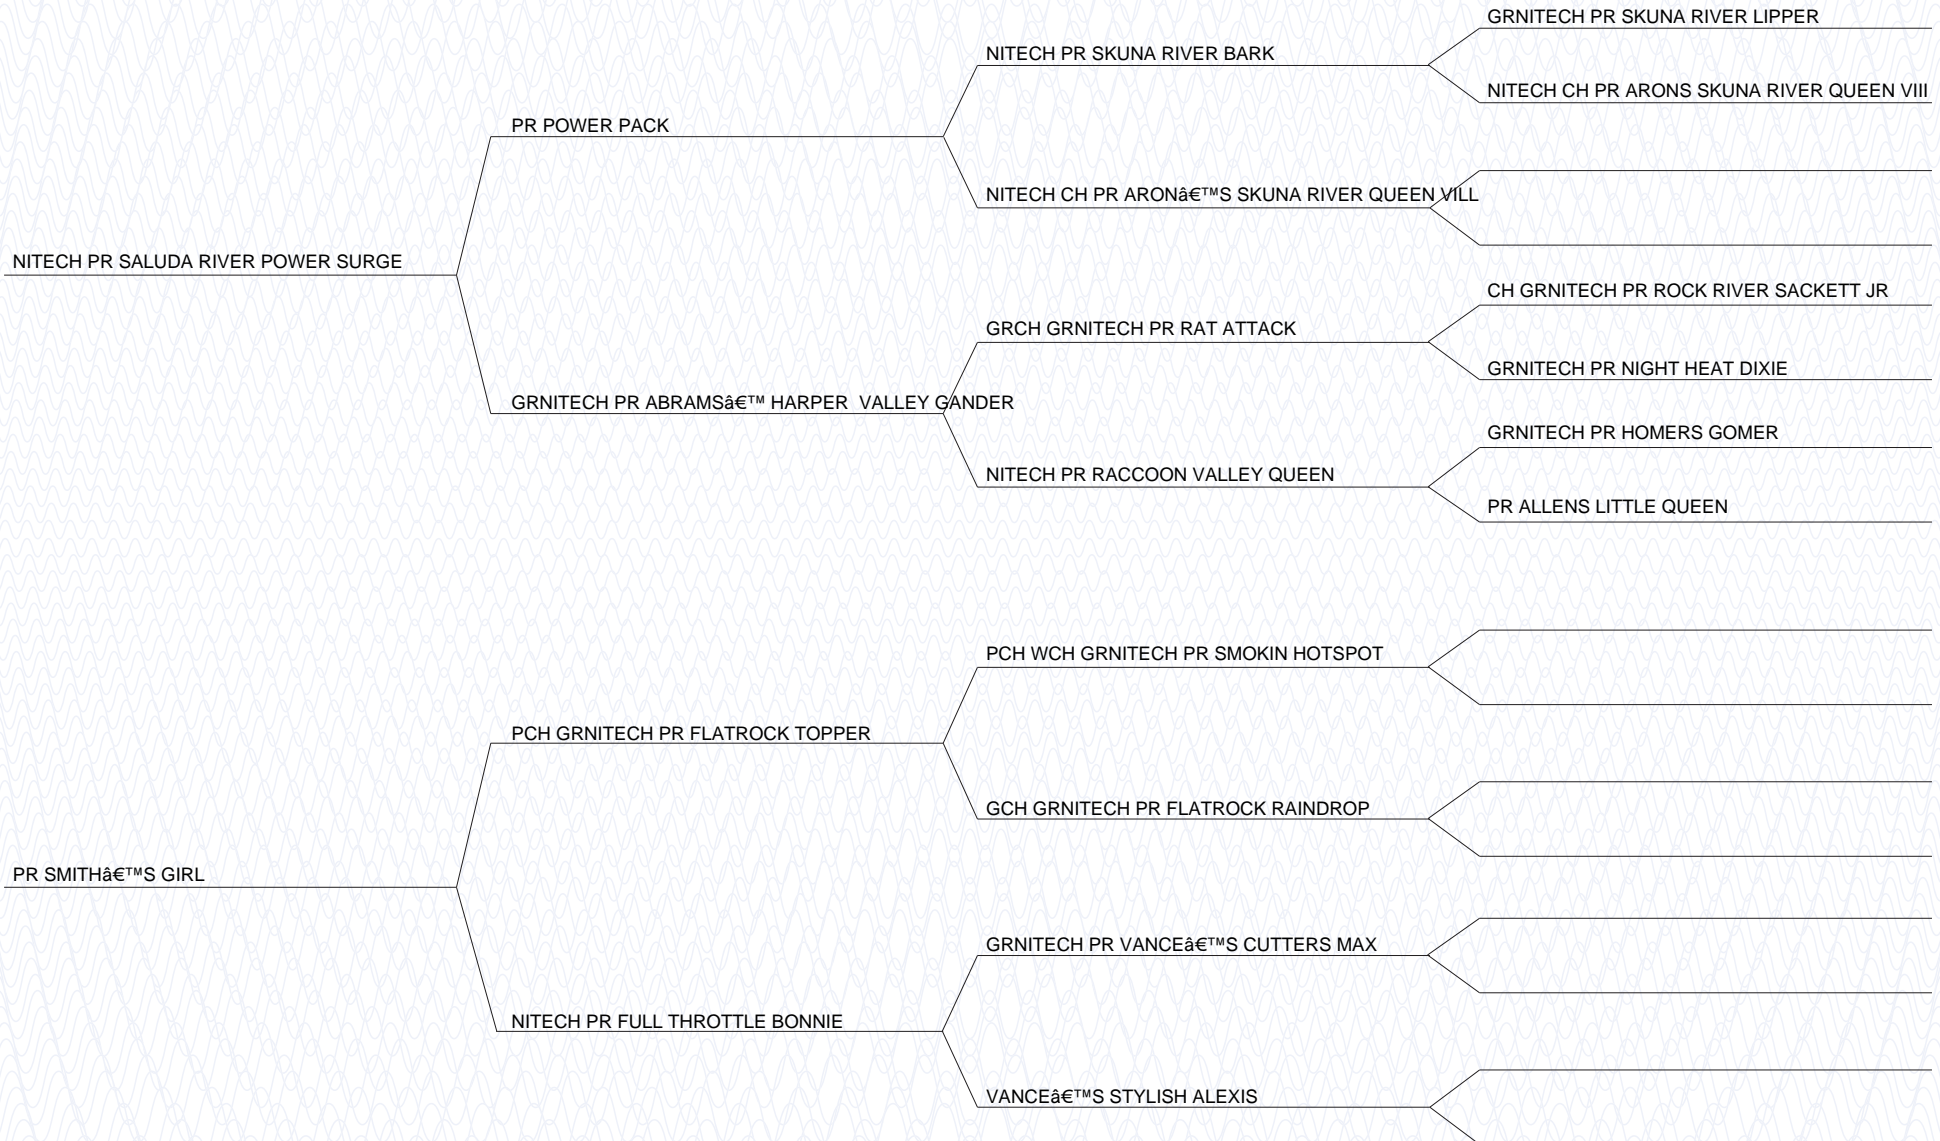 GRNITECH PR SKUNA RIVER LIPPER
NITECH PR SKUNA RIVER BARK
NITECH CH PR ARONS SKUNA RIVER QUEEN VIII
PR POWER PACK
NITECH CH PR ARONâ€™S SKUNA RIVER QUEEN VILL
NITECH PR SALUDA RIVER POWER SURGE
CH GRNITECH PR ROCK RIVER SACKETT JR
GRCH GRNITECH PR RAT ATTACK
GRNITECH PR NIGHT HEAT DIXIE
GRNITECH PR ABRAMSâ€™ HARPER  VALLEY GANDER
GRNITECH PR HOMERS GOMER
NITECH PR RACCOON VALLEY QUEEN
PR ALLENS LITTLE QUEEN
PCH WCH GRNITECH PR SMOKIN HOTSPOT
PCH GRNITECH PR FLATROCK TOPPER
GCH GRNITECH PR FLATROCK RAINDROP
PR SMITHâ€™S GIRL
GRNITECH PR VANCEâ€™S CUTTERS MAX
NITECH PR FULL THROTTLE BONNIE
VANCEâ€™S STYLISH ALEXIS